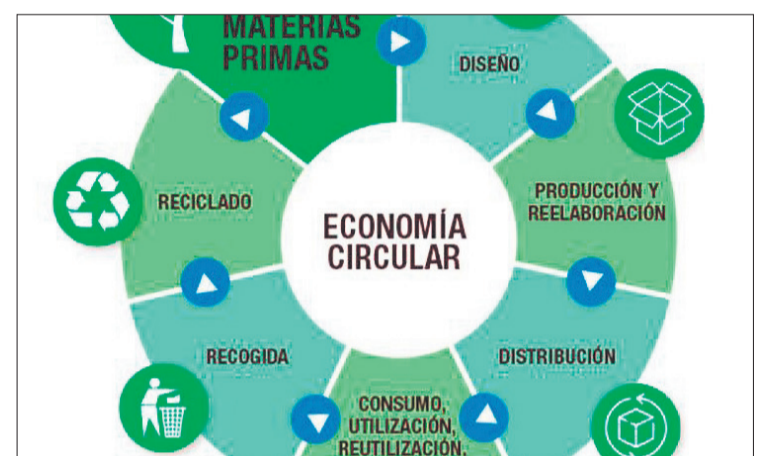 MATERIAS
PRIMAS
DISEÑO
PRODUCCIÓN Y
REELABORACIÓN
DISTRIBUCIÓN
CONSUMO,
UTILIZACIÓN,
REUTILIZACIÓN,
RECOGIDA
RECICLADO
ECONOMÍA
CIRCULAR